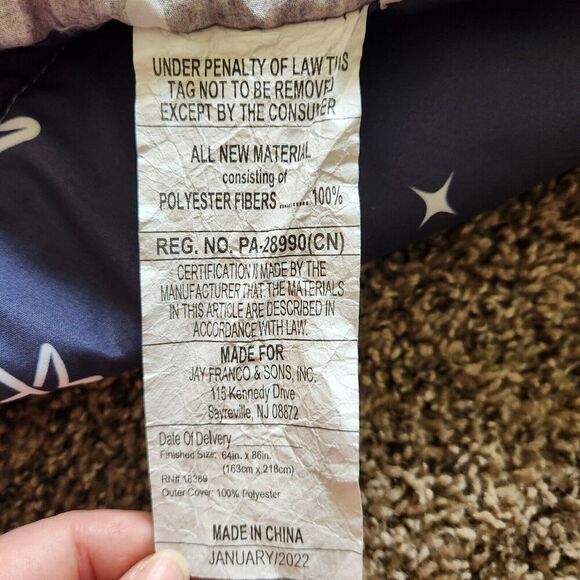 UNDER PENALTY OF LAW THIS
TAG NOT TO BE REMOVED
EXCEPT BY THE CONSUMER
ALL NEW MATERIAL
consisting of
POLYESTER FIBERS ......... 100%
REG. NO. PA-28990(CN)
CERTIFICATION IS MADE BY THE
MANUFACTURER THAT THE MATERIALS
IN THIS ARTICLE ARE DESCRIBED IN
ACCORDANCE WITH LAW.
MADE FOR
JAY FRANCO & SONS, INC.
115 Kennedy Drive
Sayreville, NJ 08872
Date Of Delivery
Finished Size: 64in. x 86in.
(163cm x 218cm)
RN# 18389
Outer Cover: 100% Polyester
MADE IN CHINA
JANUARY/2022